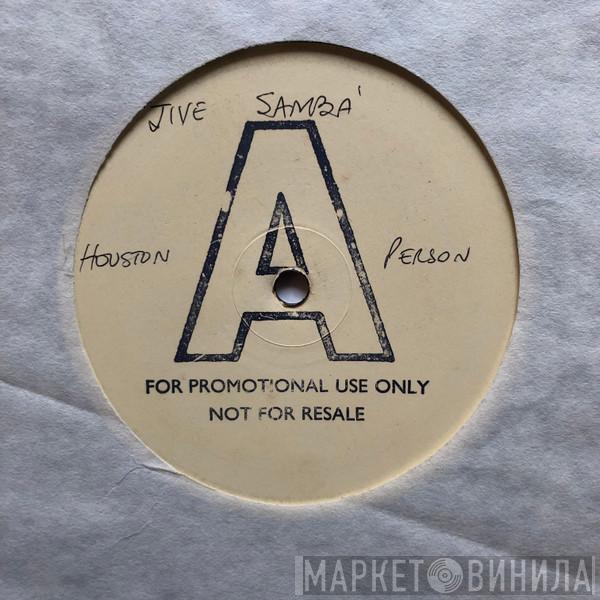 'JIVE SAMBA'
A
HOUSTON PERSON
FOR PROMOTIONAL USE ONLY
NOT FOR RESALE
МАРКЕТ ВИНИЛА